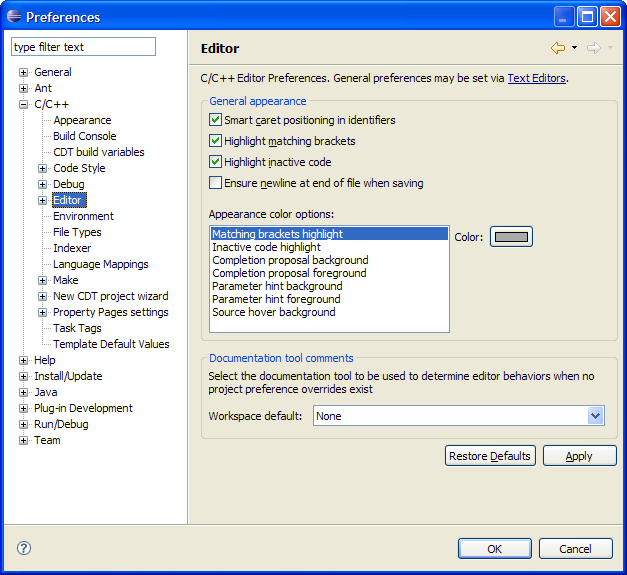 Preferences
type filter text
General
Ant
C/C++
Appearance
Build Console
CDT build variables
Code Style
Debug
Editor
Environment
File Types
Indexer
Language Mappings
Make
New CDT project wizard
Property Pages settings
Task Tags
Template Default Values
Help
Install/Update
Java
Plug-in Development
Run/Debug
Team
Editor
C/C++ Editor Preferences. General preferences may be set via Text Editors.
General appearance
Smart caret positioning in identifiers
Highlight matching brackets
Highlight inactive code
Ensure newline at end of file when saving
Appearance color options:
Matching brackets highlight
Inactive code highlight
Completion proposal background
Completion proposal foreground
Parameter hint background
Parameter hint foreground
Source hover background
Color:
Documentation tool comments
Select the documentation tool to be used to determine editor behaviors when no
project preference overrides exist
Workspace default: None
Restore Defaults Apply
? OK Cancel